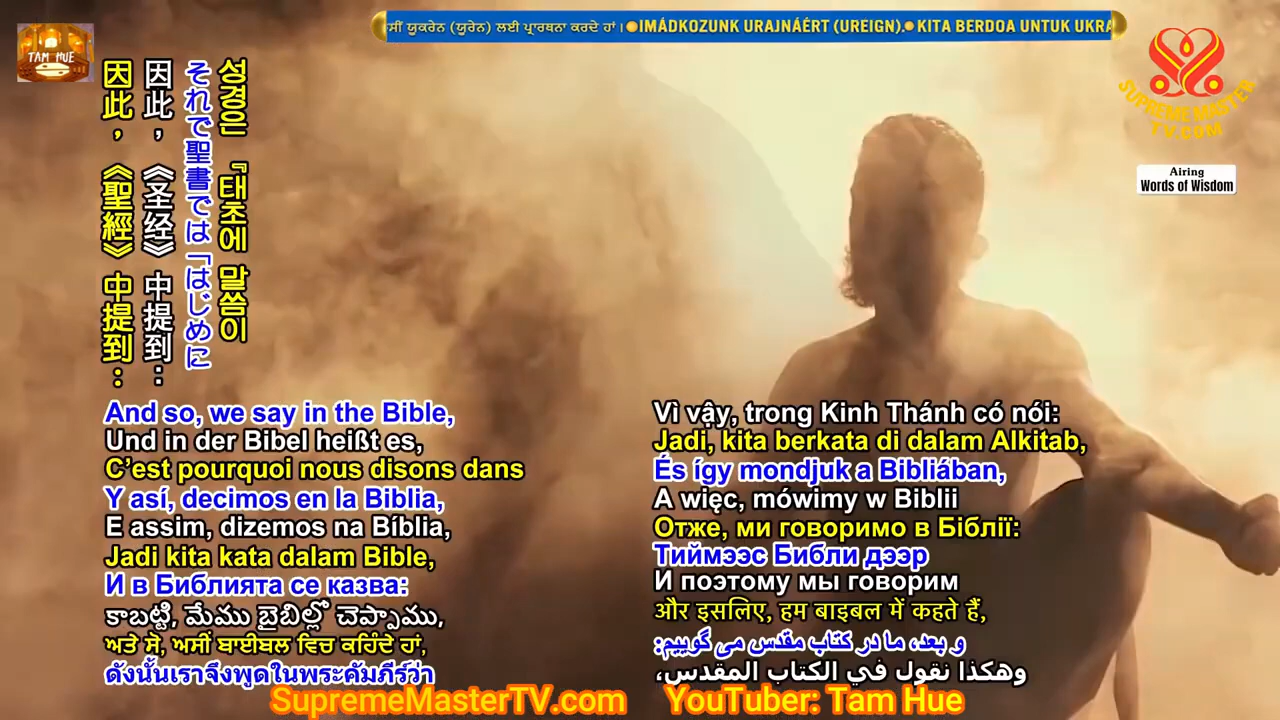 ਸੀਂ ਯੂਕਰੇਨ (ਯੂਰੇਨ) ਲਈ ਪ੍ਰਾਰਥਨਾ ਕਰਦੇ ਹਾਂ।
IMÁDKOZUNK URAJNÁÉRT (UREIGN).
KITA BERDOA UNTUK UKRA
TAM HUE
SUPREME MASTER
TV.COM
Airing
Words of Wisdom
성경은 『태초에 말씀이
それで聖書では「はじめに
因此，《圣经》中提到：
因此，《聖經》中提到：
And so, we say in the Bible,
Und in der Bibel heißt es,
C’est pourquoi nous disons dans
Y así, decimos en la Biblia,
E assim, dizemos na Bíblia,
Jadi kita kata dalam Bible,
И в Библията се казва:
కాబట్టి, మేము బైబిల్లో చెప్పాము,
ਅਤੇ ਸੋ, ਅਸੀਂ ਬਾਈਬਲ ਵਿਚ ਕਹਿੰਦੇ ਹਾਂ,
ดังนั้นเราจึงพูดในพระคัมภีร์ว่า
Vì vậy, trong Kinh Thánh có nói:
Jadi, kita berkata di dalam Alkitab,
És így mondjuk a Bibliában,
A więc, mówimy w Biblii
Отже, ми говоримо в Біблії:
Тиймээс Библи дээр
И поэтому мы говорим
और इसलिए, हम बाइबल में कहते हैं,
و بعد، ما در کتاب مقدس می گوییم:
وهكذا نقول في الكتاب المقدس،
SupremeMasterTV.com
YouTuber: Tam Hue